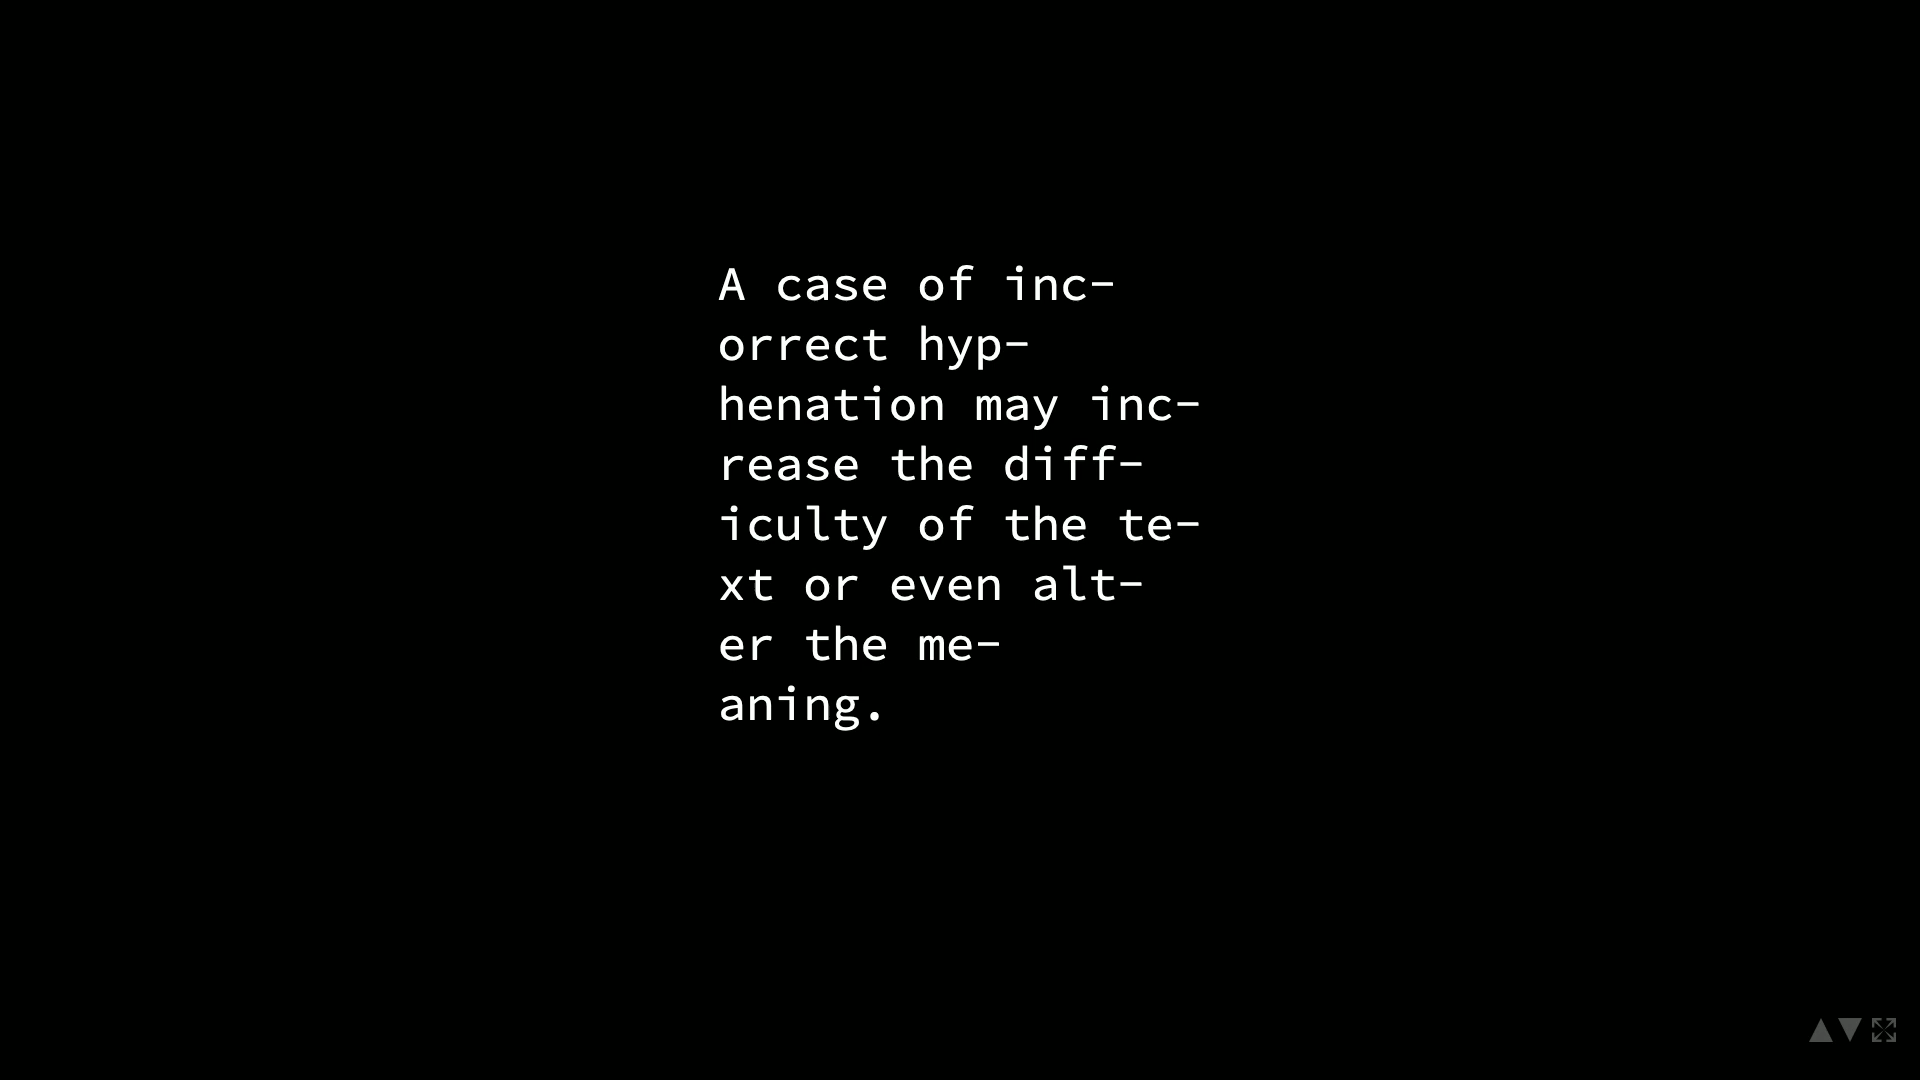 A case of inc-
orrect hyp-
henation may inc-
rease the diff-
iculty of the te-
xt or even alt-
er the me-
aning.